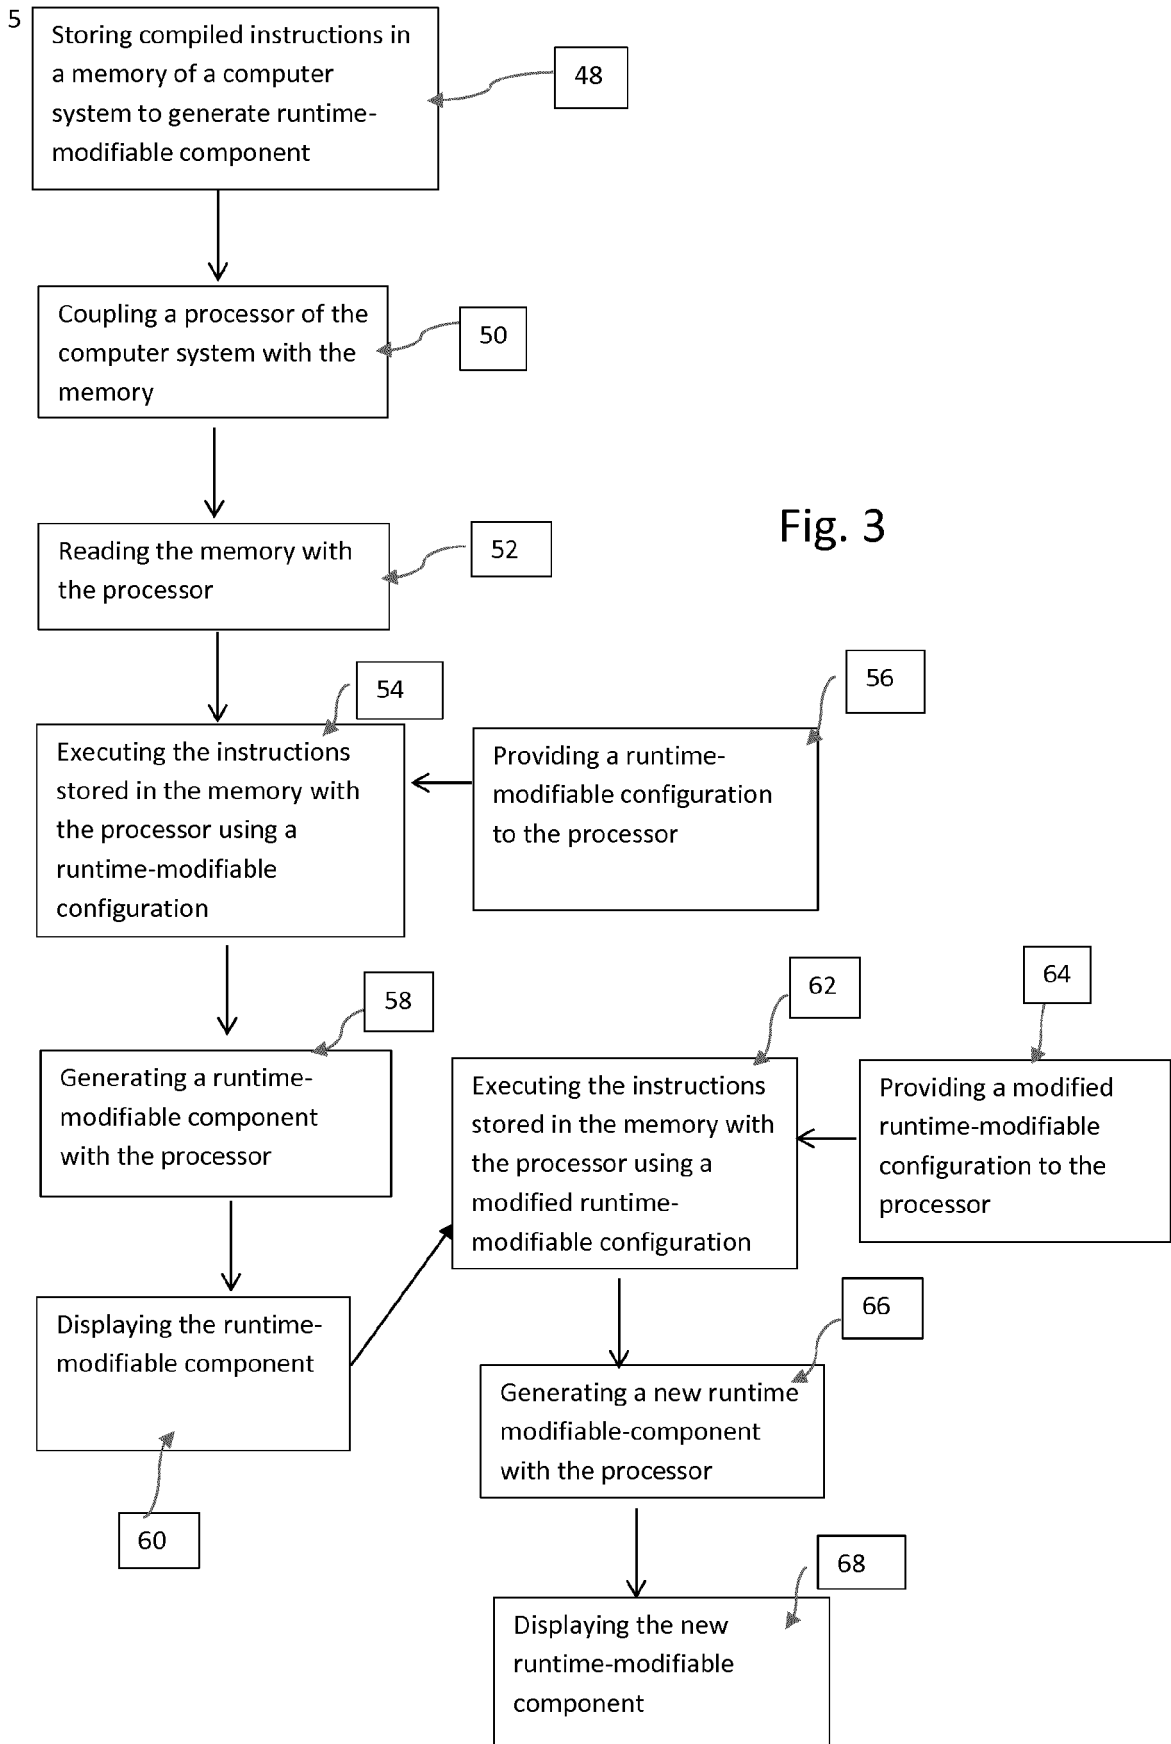 5
Storing compiled instructions in
a memory of a computer
system to generate runtime-
modifiable component
48
Coupling a processor of the
computer system with the
memory
50
Fig. 3
Reading the memory with
the processor
52
54
56
Executing the instructions
stored in the memory with
the processor using a
runtime-modifiable
configuration
Providing a runtime-
modifiable configuration
to the processor
58
62
64
Generating a runtime-
modifiable component
with the processor
Executing the instructions
stored in the memory with
the processor using a
modified runtime-
modifiable configuration
Providing a modified
runtime-modifiable
configuration to the
processor
Displaying the runtime-
modifiable component
60
66
Generating a new runtime
modifiable-component
with the processor
68
Displaying the new
runtime-modifiable
component